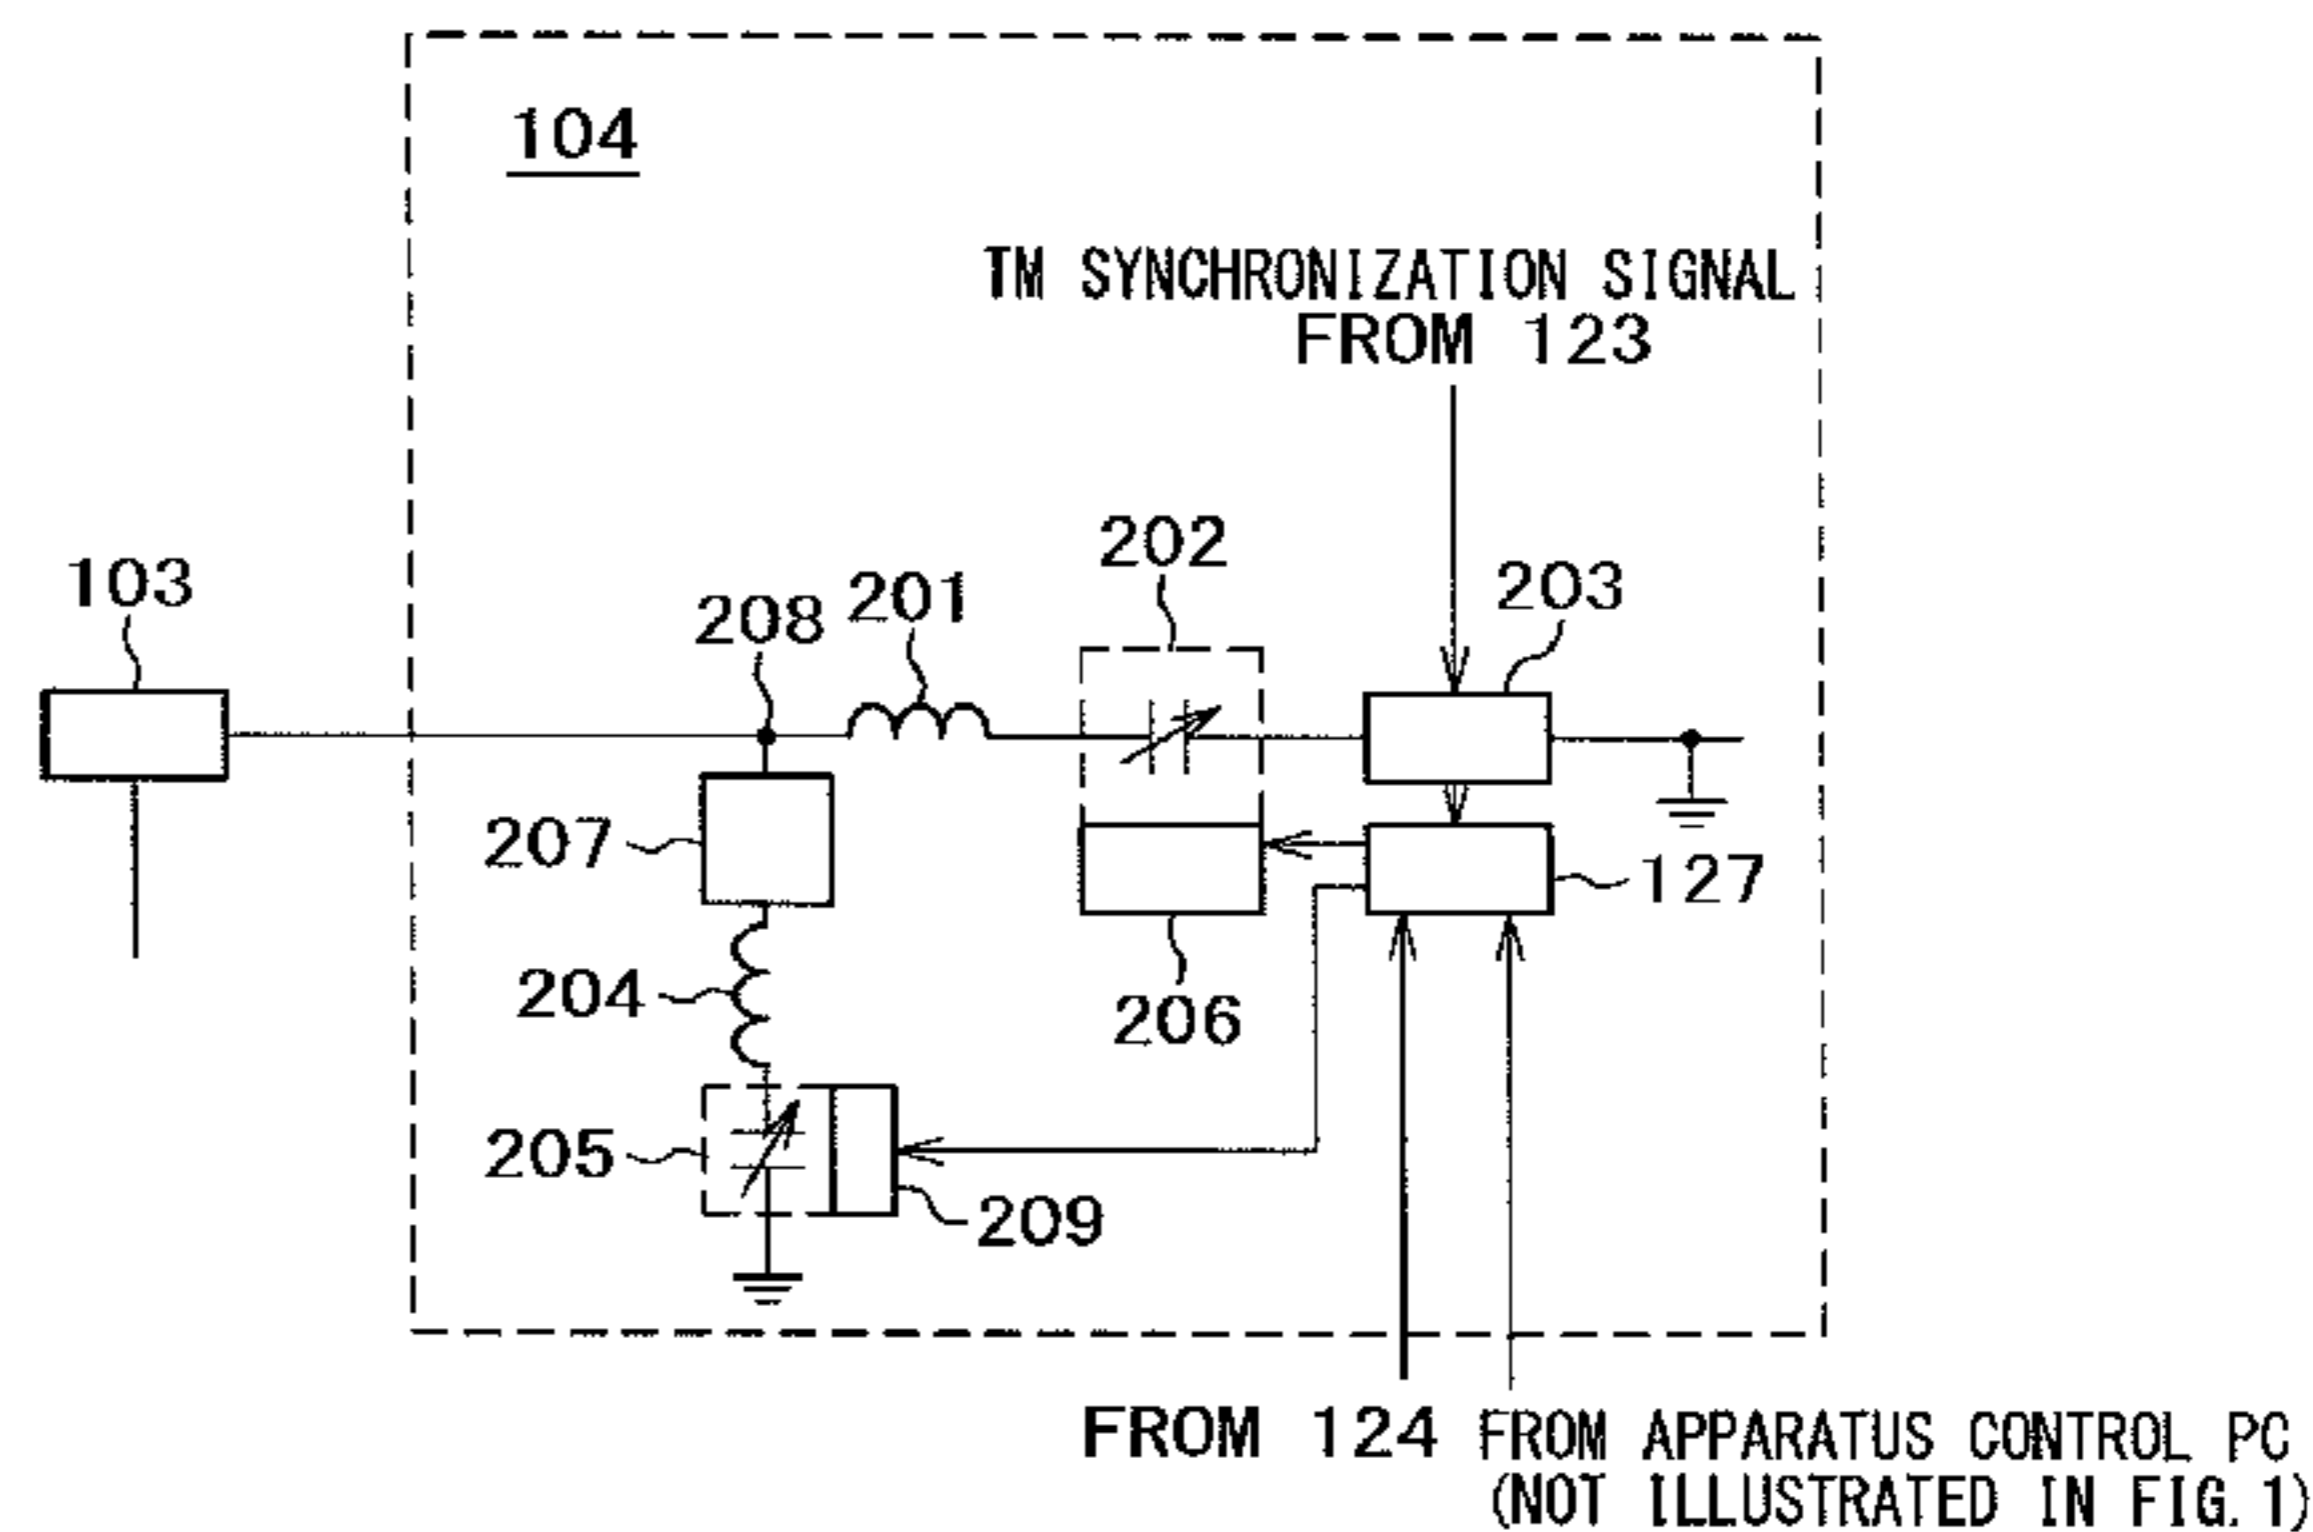 104
TM SYNCHRONIZATION SIGNAL
FROM 123
202
103
208
201
203
207
127
204
206
205
209
FROM 124
FROM APPARATUS CONTROL PC
(NOT ILLUSTRATED IN FIG. 1)